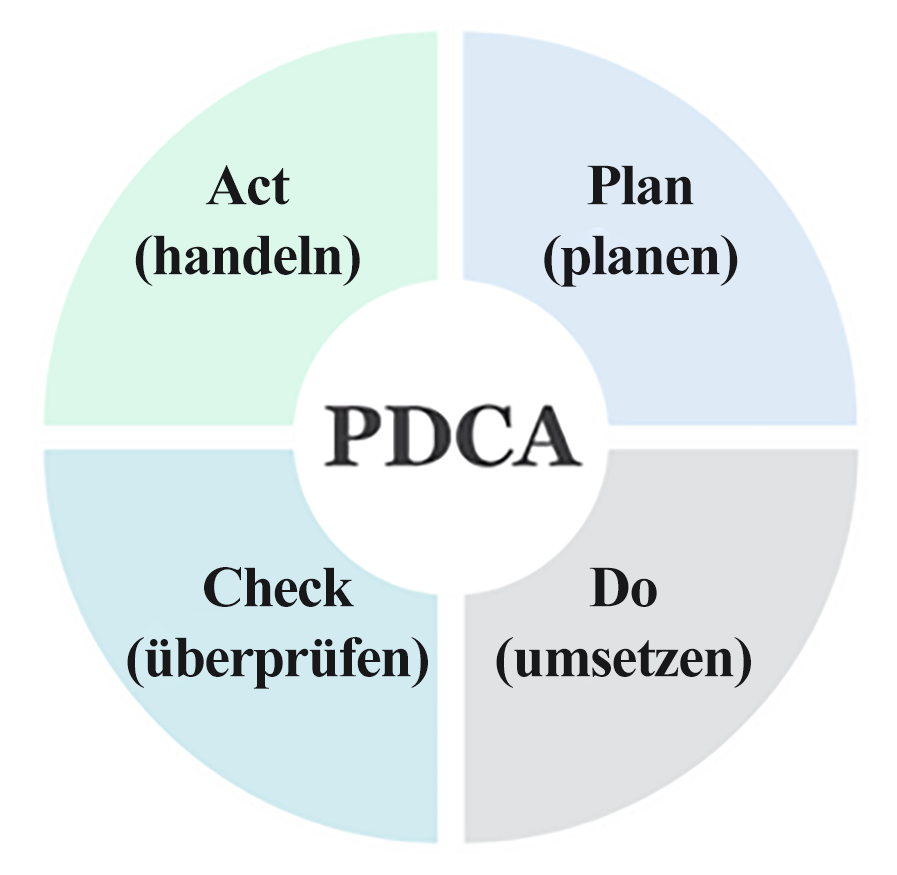 Act
(handeln)
Plan
(planen)
PDCA
Check
(überprüfen)
Do
(umsetzen)